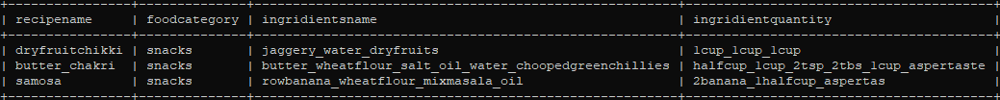 recipename | foodcategory | ingridientsname | ingridientquantity
dryfruitchikki | snacks | jaggery_water_dryfruits | 1cup_1cup_1cup
butter_chakri | snacks | butter_wheatflour_salt_oil_water_choopedgreenchillies | halfcup_1cup_2tsp_2tbs_1cup_aspertaste
samosa | snacks | rowbanana_wheatflour_mixmasala_oil | 2banana_1halfcup_aspertas